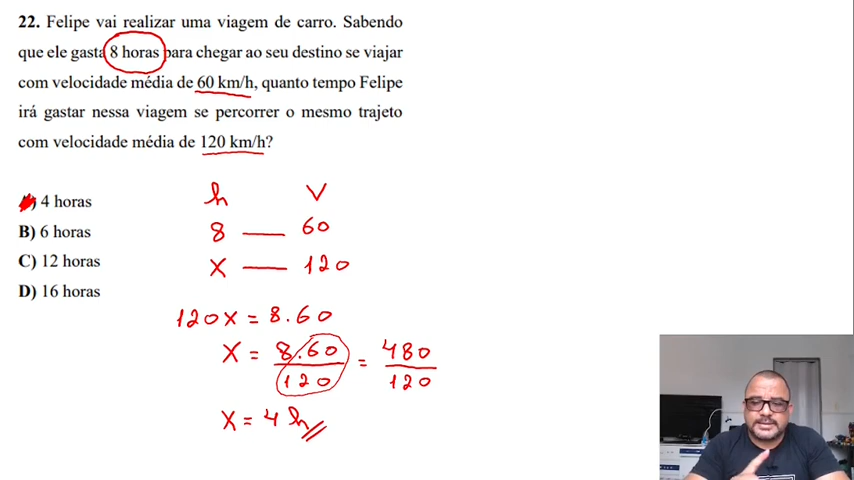 22. Felipe vai realizar uma viagem de carro. Sabendo
que ele gasta 8 horas para chegar ao seu destino se viajar
com velocidade média de 60 km/h, quanto tempo Felipe
irá gastar nessa viagem se percorrer o mesmo trajeto
com velocidade média de 120 km/h?
) 4 horas
B) 6 horas
C) 12 horas
D) 16 horas
h V
8 — 60
X — 120
120X = 8.60
X = 8.60/120 = 480/120
X = 4 h